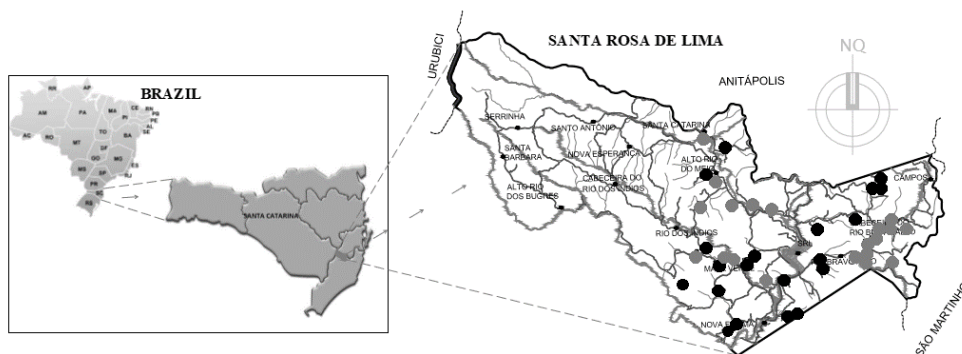 BRAZIL
RR
AP
AM
PA
MA
CE
RN
PB
PE
AL
SE
PI
AC
RO
TO
BA
MT
DF
GO
MG
ES
MS
SP
RJ
PR
SC
RS
SANTA CATARINA
SANTA ROSA DE LIMA
URUBICI
ANITÁPOLIS
NQ
SERRINHA
SANTO ANTÔNIO
SANTA CATARINA
SANTA
BÁRBARA
NOVA ESPERANÇA
ALTO RIO
DO MEIO
CABECEIRA DO
RIO DOS ÍNDIOS
ALTO RIO
DOS BUGRES
CAMPOS
RIO DOS ÍNDIOS
SRL
SÃO MARTINHO